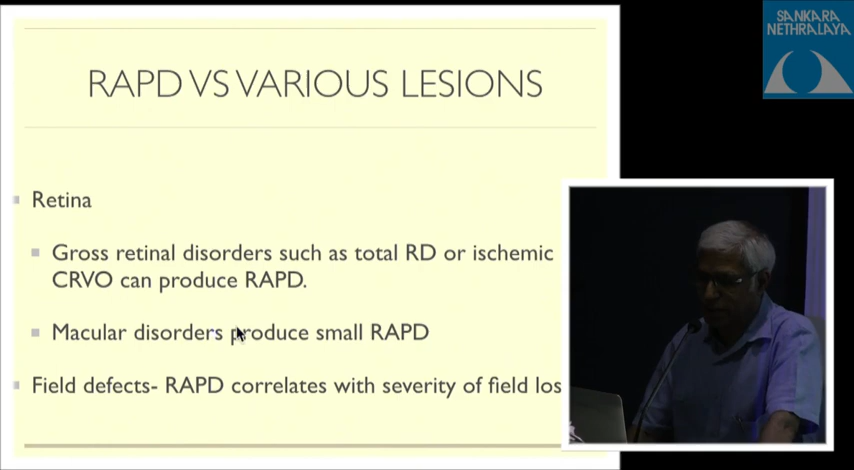 SANKARA
NETHRALAYA
RAPD VS VARIOUS LESIONS
Retina
Gross retinal disorders such as total RD or ischemic
CRVO can produce RAPD.
Macular disorders produce small RAPD
Field defects- RAPD correlates with severity of field los